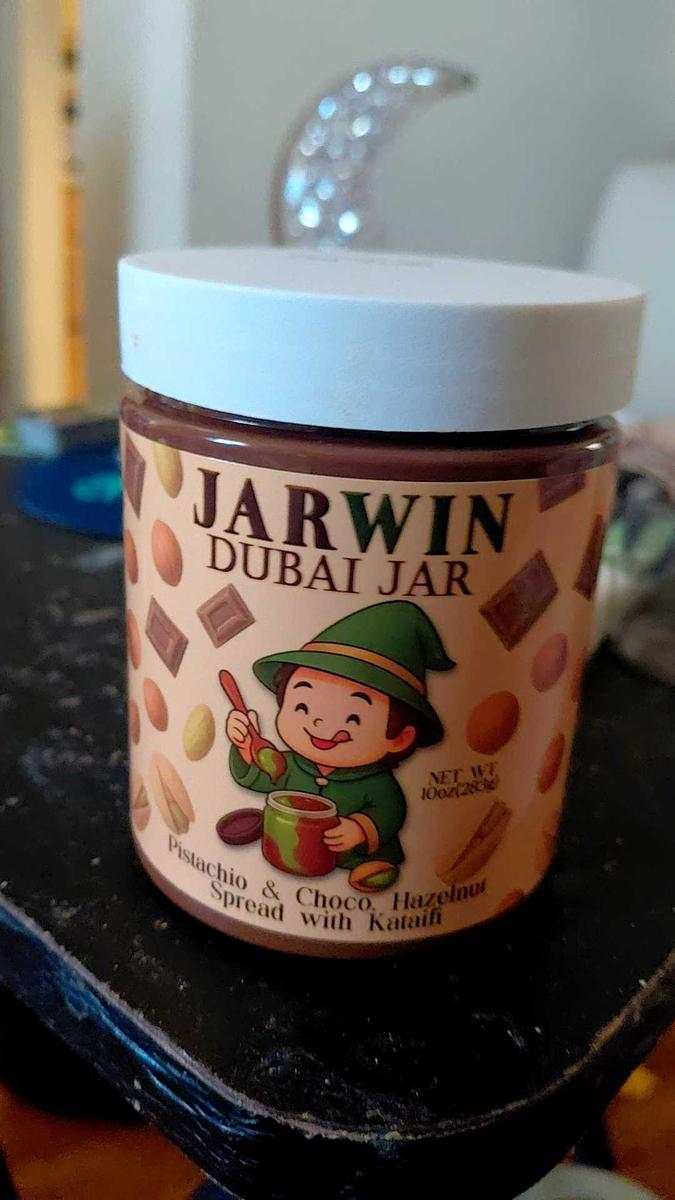 JARWIN
DUBAI JAR
NET WT
10oz(283g)
Pistachio & Choco. Hazelnut
Spread with Kataifi